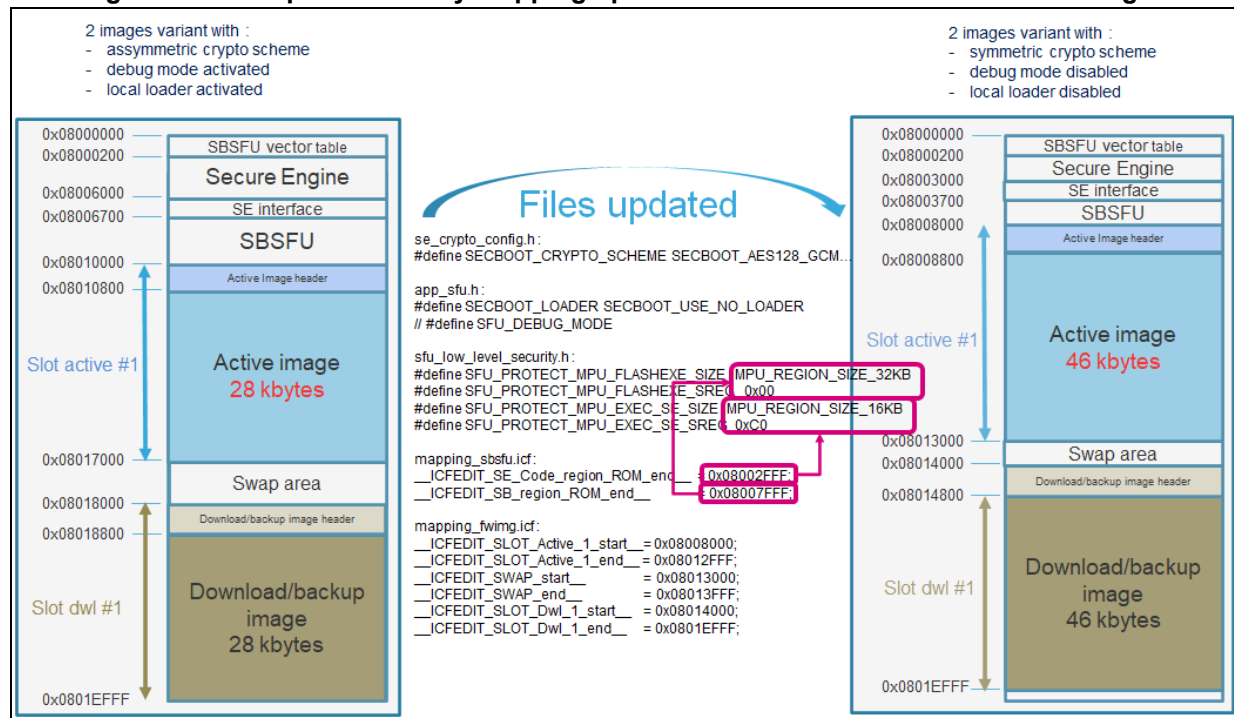 2 images variant with :
- assymmetric crypto scheme
- debug mode activated
- local loader activated
0x08000000
0x08000200
0x08006000
0x08006700
0x08010000
0x08010800
0x08017000
0x08018000
0x08018800
0x0801EFFF
Slot active #1
Slot dwl #1
SBSFU vector table
Secure Engine
SE interface
SBSFU
Active Image header
Active image
28 kbytes
Swap area
Download/backup image header
Download/backup
image
28 kbytes
Files updated
se_crypto_config.h :
#define SECBOOT_CRYPTO_SCHEME SECBOOT_AES128_GCM...
app_sfu.h :
#define SECBOOT_LOADER SECBOOT_USE_NO_LOADER
// #define SFU_DEBUG_MODE
sfu_low_level_security.h :
#define SFU_PROTECT_MPU_FLASHEXE_SIZE MPU_REGION_SIZE_32KB
#define SFU_PROTECT_MPU_FLASHEXE_SREG 0x00
#define SFU_PROTECT_MPU_EXEC_SE_SIZE MPU_REGION_SIZE_16KB
#define SFU_PROTECT_MPU_EXEC_SE_SREG 0xC0
mapping_sbsfu.icf :
__ICFEDIT_SE_Code_region_ROM_end__ = 0x08002FFF;
__ICFEDIT_SB_region_ROM_end__ = 0x08007FFF;
mapping_fwimg.icf :
__ICFEDIT_SLOT_Active_1_start__ = 0x08008000;
__ICFEDIT_SLOT_Active_1_end__ = 0x08012FFF;
__ICFEDIT_SWAP_start__ = 0x08013000;
__ICFEDIT_SWAP_end__ = 0x08013FFF;
__ICFEDIT_SLOT_Dwl_1_start__ = 0x08014000;
__ICFEDIT_SLOT_Dwl_1_end__ = 0x0801EFFF;
2 images variant with :
- symmetric crypto scheme
- debug mode disabled
- local loader disabled
0x08000000
0x08000200
0x08003000
0x08003700
0x08008000
0x08008800
0x08013000
0x08014000
0x08014800
0x0801EFFF
Slot active #1
Slot dwl #1
SBSFU vector table
Secure Engine
SE interface
SBSFU
Active Image header
Active image
46 kbytes
Swap area
Download/backup image header
Download/backup
image
46 kbytes